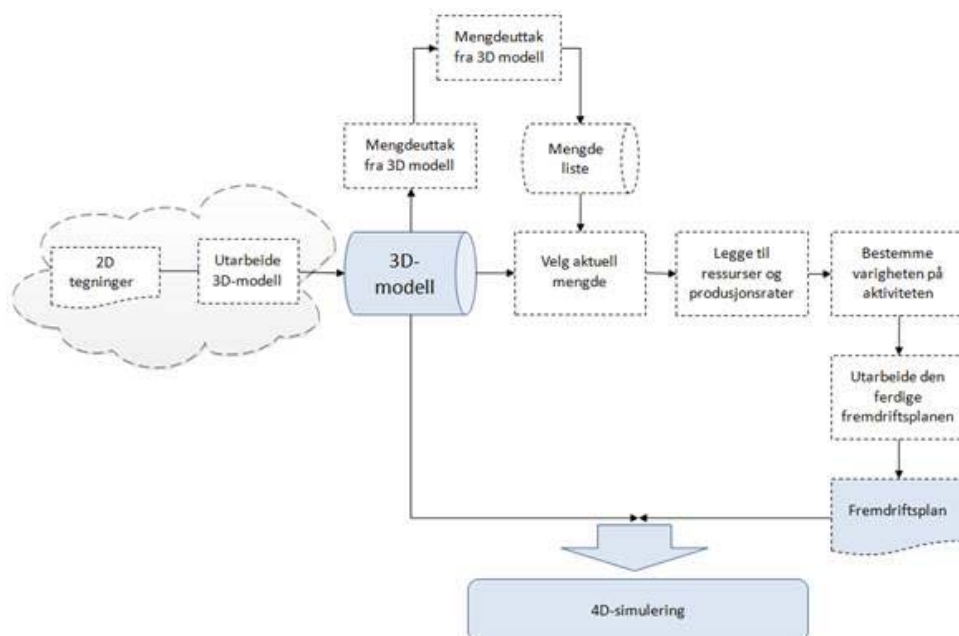 Mengdeuttak
fra 3D modell
Mengdeuttak
fra 3D modell
Mengde
liste
2D
tegninger
Utarbeide
3D-modell
3D-
modell
Velg aktuell
mengde
Legge til
ressurser og
produsjonsrater
Bestemme
varigheten på
aktiviteten
Utarbeide den
ferdige
fremdriftsplanen
Fremdriftsplan
4D-simulering